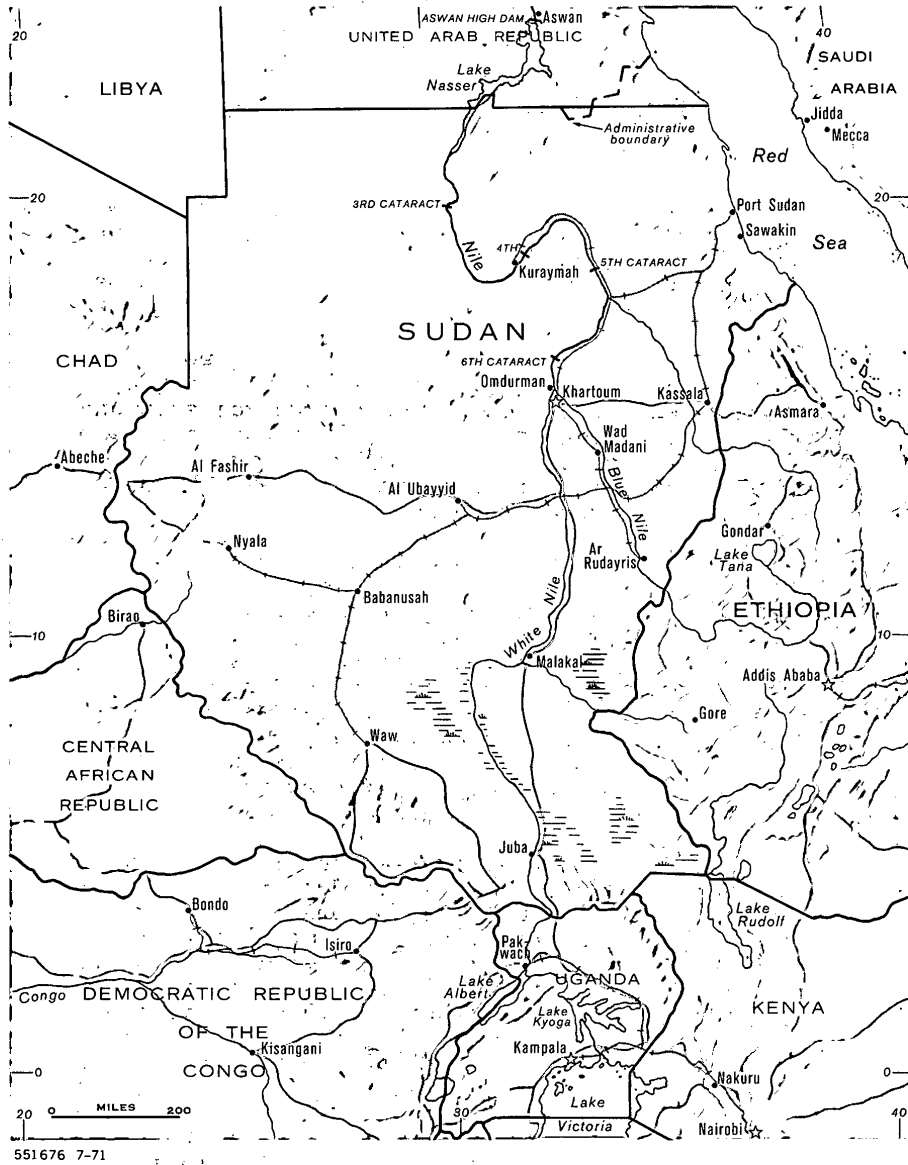 20
40
ASWAN HIGH DAM
Aswan
UNITED ARAB REPUBLIC
SAUDI
ARABIA
LIBYA
Lake
Nasser
Jidda
Mecca
Administrative
boundary
Red
Sea
20
20
3RD CATARACT
Port Sudan
Sawakin
Nile
4TH
Kuraymah
5TH CATARACT
SUDAN
CHAD
6TH CATARACT
Omdurman
Khartoum
Kassala
Asmara
Abeche
Al Fashir
Wad
Madani
Al Ubayyid
Blue
Nile
Gondar
Lake
Tana
Nyala
Ar
Rudayris
Babanusah
Nile
White
ETHIOPIA
Birao
10
10
Malakal
Addis Ababa
Gore
CENTRAL
AFRICAN
REPUBLIC
Waw
Juba
Bondo
Lake
Rudolf
Isiro
Pak-
wach
Lake
Albert
UGANDA
Congo
DEMOCRATIC REPUBLIC
OF THE
CONGO
KENYA
Lake
Kyoga
Kisangani
Kampala
0
0
Nakuru
Lake
Victoria
Nairobi
20
0 MILES 200
30
40
551676 7-71